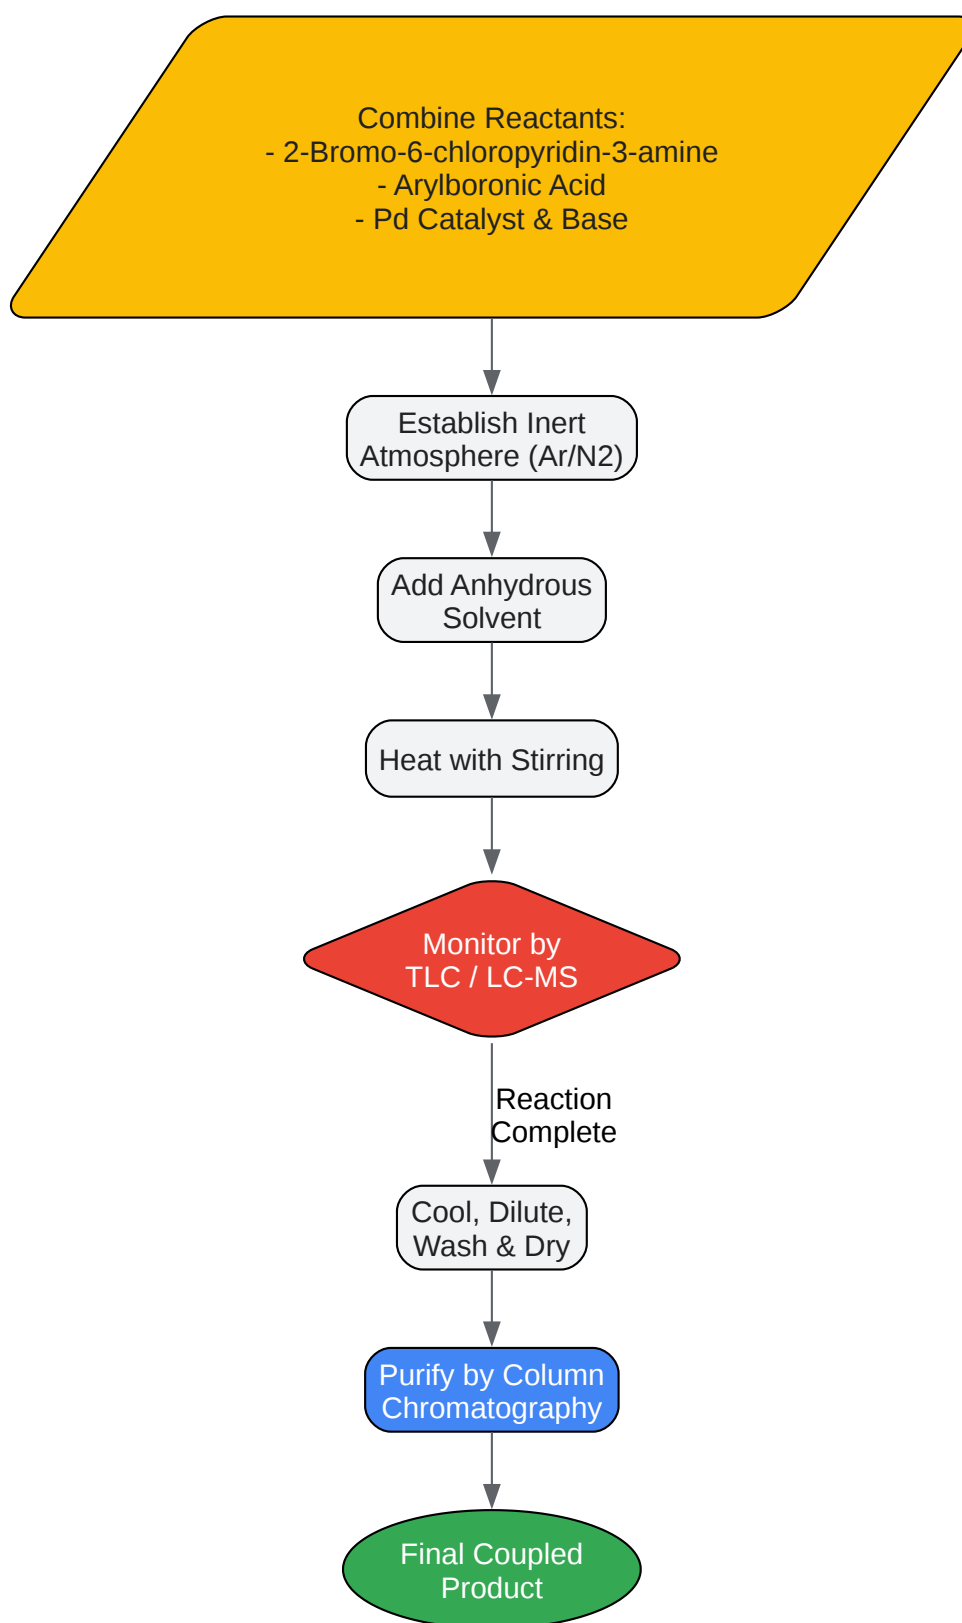 Combine Reactants:
- 2-Bromo-6-chloropyridin-3-amine
- Arylboronic Acid
- Pd Catalyst & Base
Establish Inert
Atmosphere (Ar/N2)
Add Anhydrous
Solvent
Heat with Stirring
Monitor by
TLC / LC-MS
Reaction
Complete
Cool, Dilute,
Wash & Dry
Purify by Column
Chromatography
Final Coupled
Product